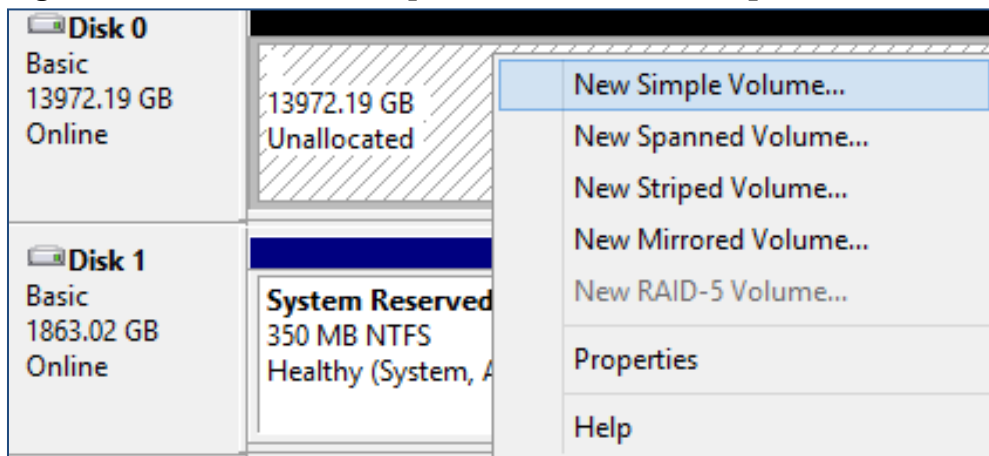 Disk 0
Basic
13972.19 GB
Online
13972.19 GB
Unallocated
New Simple Volume...
New Spanned Volume...
New Striped Volume...
New Mirrored Volume...
New RAID-5 Volume...
Properties
Help
Disk 1
Basic
1863.02 GB
Online
System Reserved
350 MB NTFS
Healthy (System,